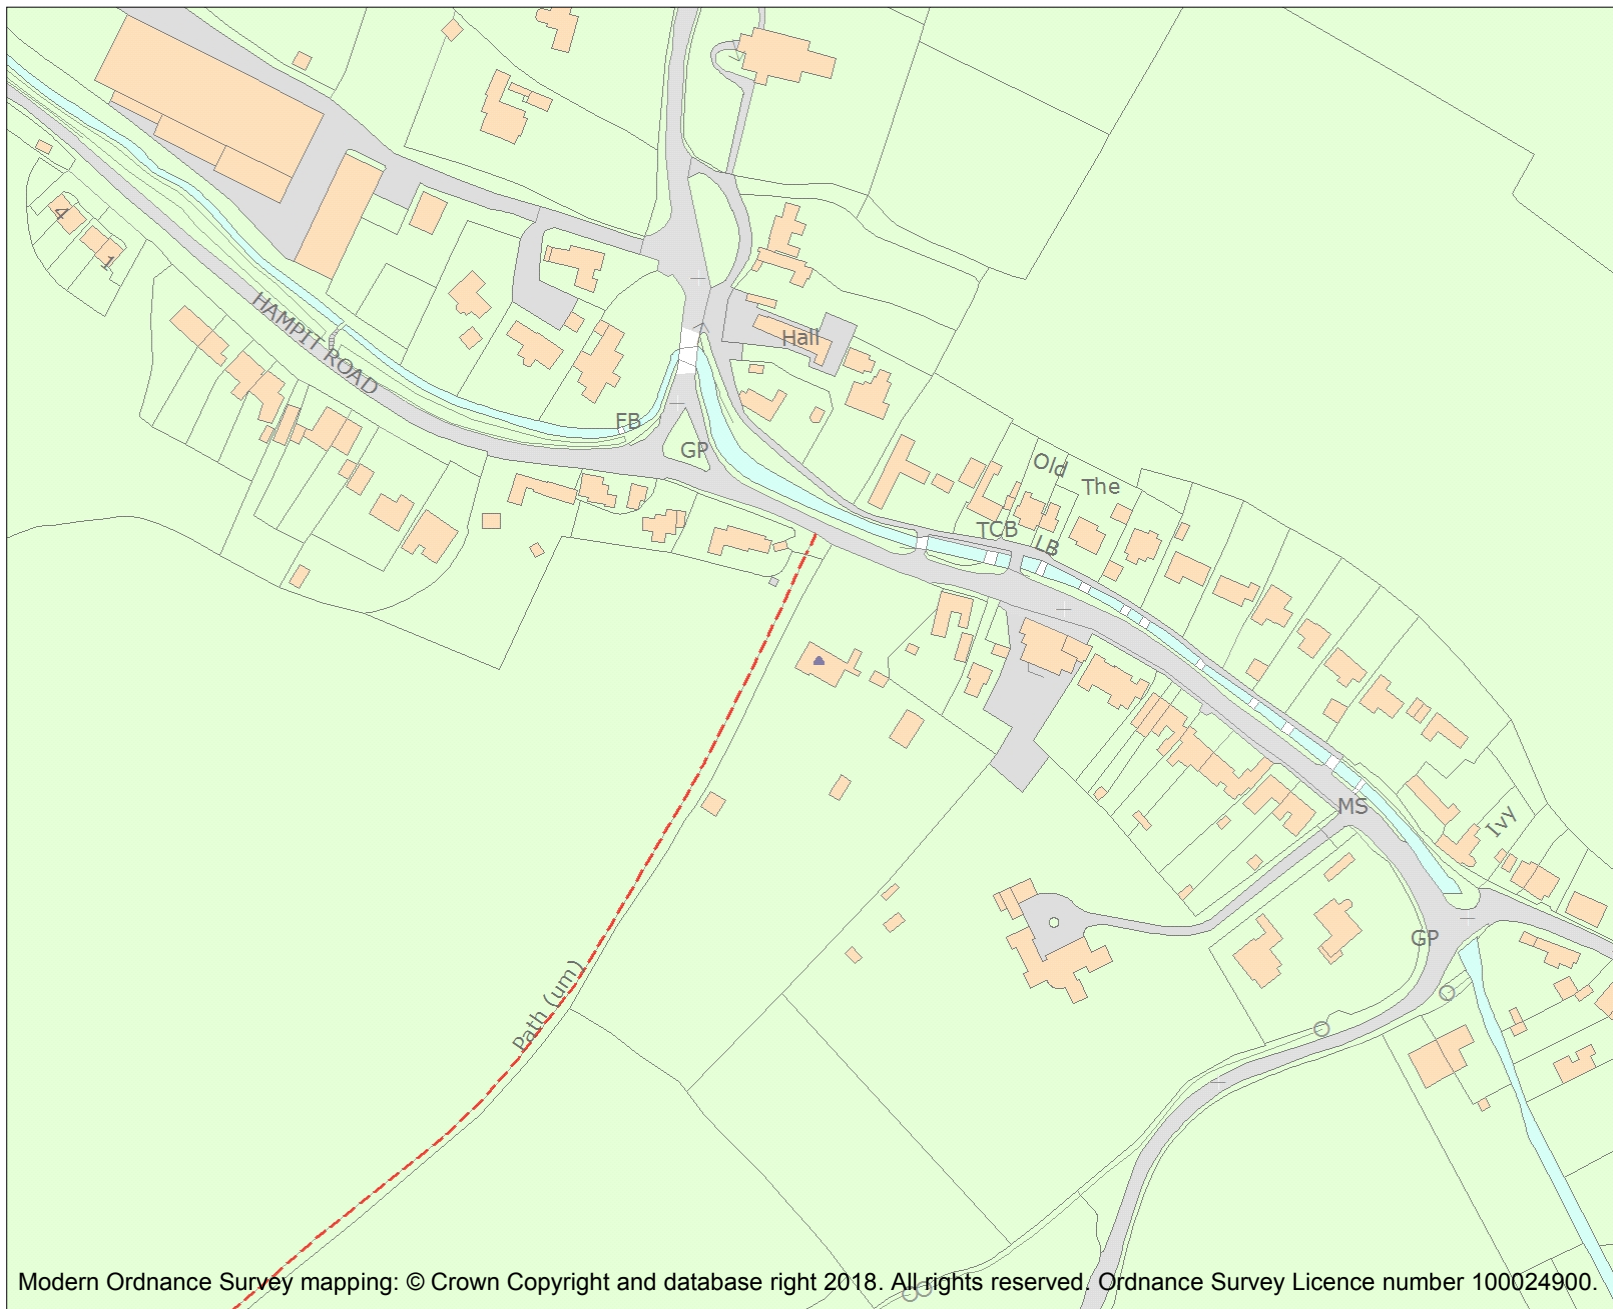 4
1
HAMPIT ROAD
Hall
FB
GP
Old
The
TCB
LB
MS
Ivy
GP
Path (um)
Modern Ordnance Survey mapping: © Crown Copyright and database right 2018. All rights reserved. Ordnance Survey Licence number 100024900.